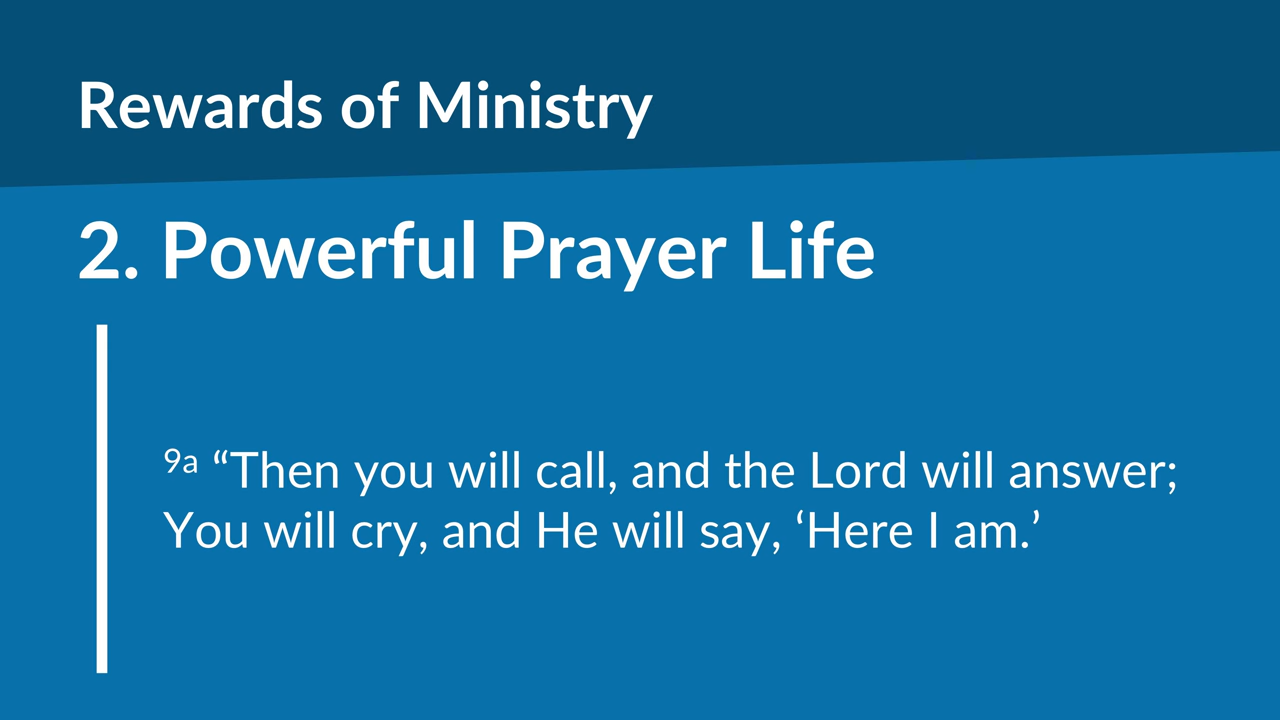 Rewards of Ministry
2. Powerful Prayer Life
9a “Then you will call, and the Lord will answer;
You will cry, and He will say, ‘Here I am.’